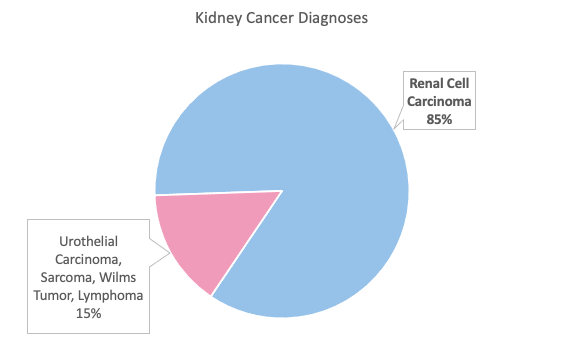 Kidney Cancer Diagnoses
Renal Cell
Carcinoma
85%
Urothelial
Carcinoma,
Sarcoma, Wilms
Tumor, Lymphoma
15%